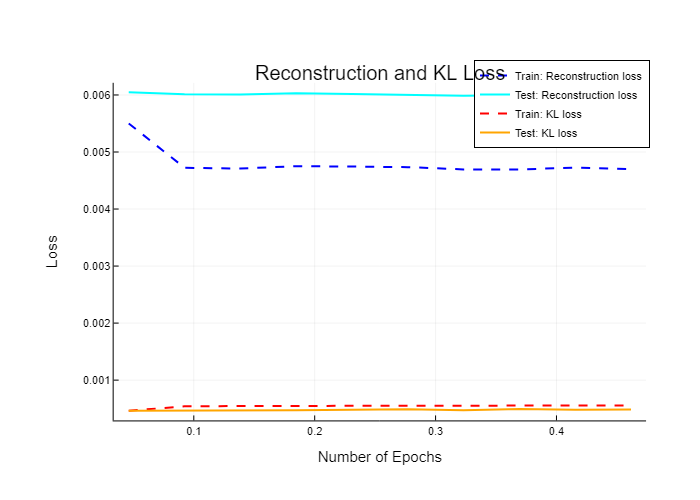 Reconstruction and KL Loss
Train: Reconstruction loss
Test: Reconstruction loss
Train: KL loss
Test: KL loss
0.006
0.005
0.004
0.003
0.002
0.001
Loss
0.1
0.2
0.3
0.4
Number of Epochs